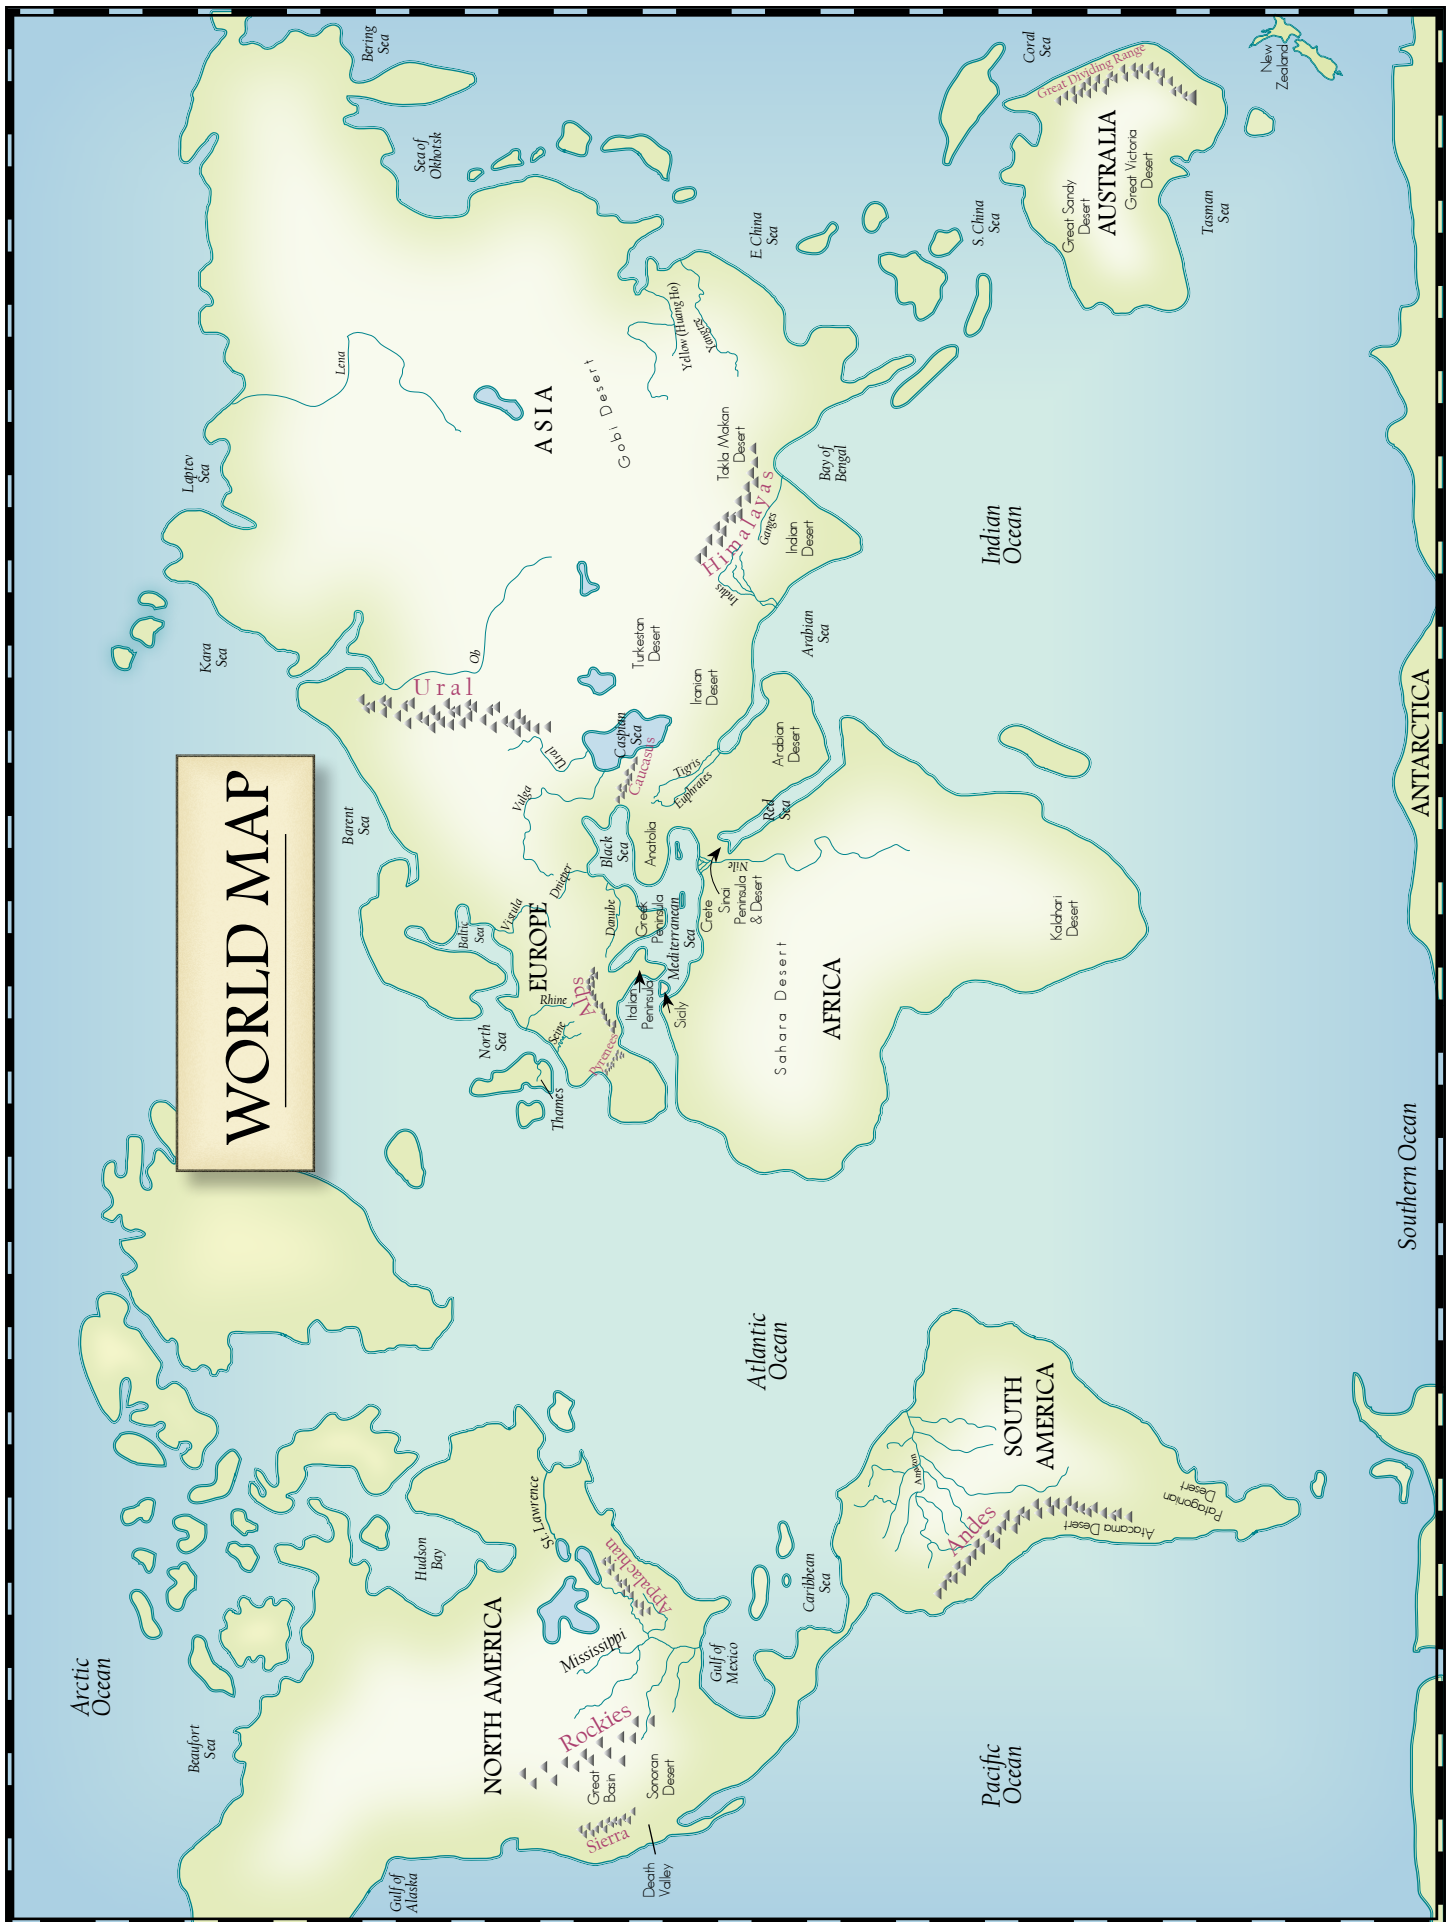 WORLD MAP
Arctic
Ocean
Beaufort
Sea
Gulf of
Alaska
Hudson
Bay
NORTH AMERICA
St. Lawrence
Mississippi
Rockies
Appalachian
Great
Basin
Sierra
Sonoran
Desert
Death
Valley
Gulf of
Mexico
Caribbean
Sea
Atlantic
Ocean
Pacific
Ocean
SOUTH
AMERICA
Amazon
Andes
Atacama Desert
Patagonian
Desert
Southern Ocean
ANTARCTICA
Barent
Sea
Kara
Sea
Laptev
Sea
Bering
Sea
Sea of
Okhotsk
North
Sea
Baltic
Sea
EUROPE
Thames
Seine
Rhine
Vistula
Dnieper
Vulga
Ural
Ural
Alps
Pyrenees
Danube
Black
Sea
Caspian
Sea
Caucasus
Italian
Peninsula
Greek
Peninsula
Anatolia
Sicily
Mediterranean
Sea
Crete
Sinai
Peninsula
& Desert
Nile
Tigris
Euphrates
Red
Sea
Arabian
Desert
Iranian
Desert
Turkestan
Desert
Ob
Lena
ASIA
Gobi Desert
Takla Makan
Desert
Himalayas
Indus
Ganges
Indian
Desert
Yellow (Huang Ho)
Yangtze
E. China
Sea
S. China
Sea
Bay of
Bengal
Arabian
Sea
Indian
Ocean
Sahara Desert
AFRICA
Kalahari
Desert
Coral
Sea
Great Dividing Range
AUSTRALIA
Great Sandy
Desert
Great Victoria
Desert
Tasman
Sea
New
Zealand